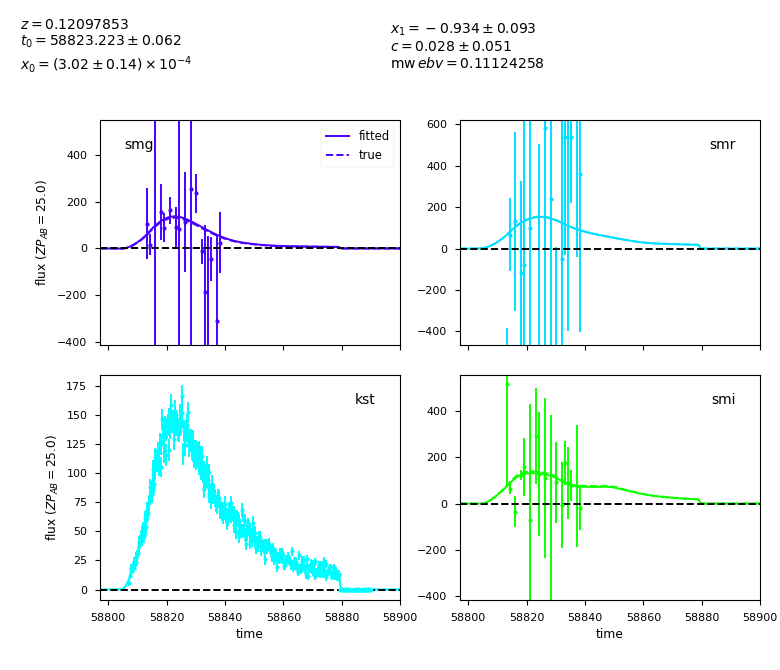 z = 0.12097853
t₀ = 58823.223 ± 0.062
x₀ = (3.02 ± 0.14) × 10⁻⁴
x₁ = −0.934 ± 0.093
c = 0.028 ± 0.051
mw ebv = 0.11124258
smg
fitted
true
400
200
0
−200
−400
flux (ZP_AB = 25.0)
smr
600
400
200
0
−200
−400
kst
175
150
125
100
75
50
25
0
flux (ZP_AB = 25.0)
58800 58820 58840 58860 58880 58900
time
smi
400
200
0
−200
−400
58800 58820 58840 58860 58880 58900
time